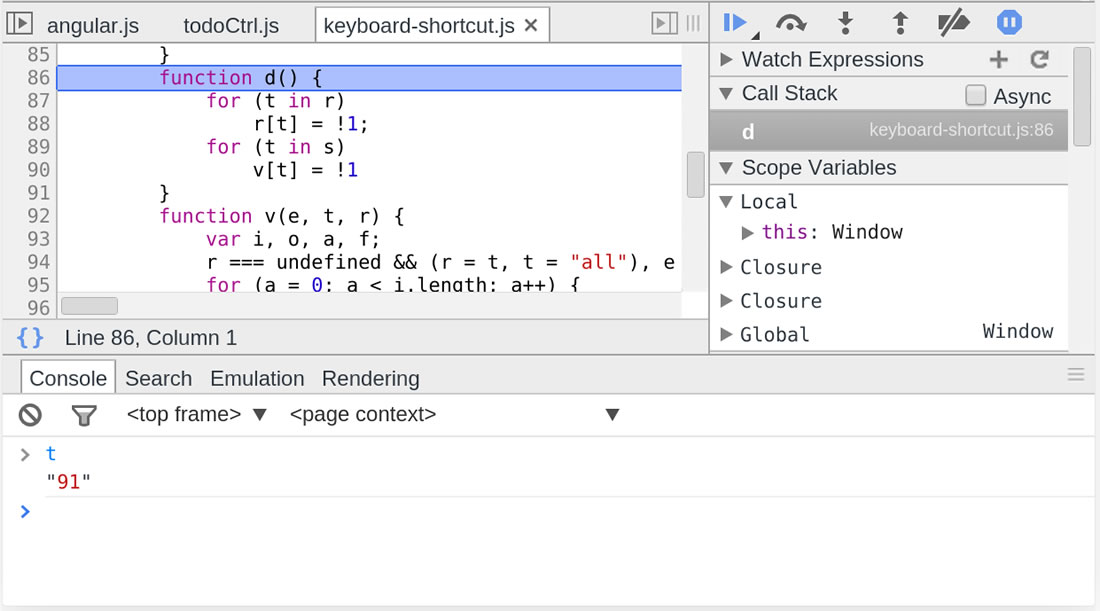 angular.js todoCtrl.js keyboard-shortcut.js
85 }
86 function d() {
87 for (t in r)
88 r[t] = !1;
89 for (t in s)
90 v[t] = !1
91 }
92 function v(e, t, r) {
93 var i, o, a, f;
94 r === undefined && (r = t, t = "all"), e
95 for (a = 0; a < i.length; a++) {
96
{} Line 86, Column 1
Watch Expressions
Call Stack Async
d keyboard-shortcut.js:86
Scope Variables
Local
this: Window
Closure
Closure
Global Window
Console Search Emulation Rendering
<top frame> <page context>
> t
"91"
>